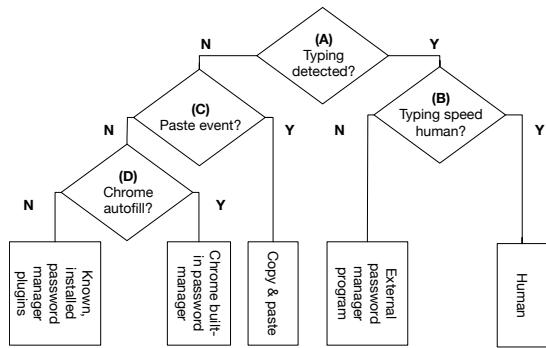 N
(A)
Typing
detected?
Y
(C)
Paste event?
(B)
Typing speed
human?
N
Y
N
Y
(D)
Chrome
autofill?
N
Y
Known,
installed
password
manager
plugins
Chrome built-
in password
manager
Copy & paste
External
password
manager
program
Human